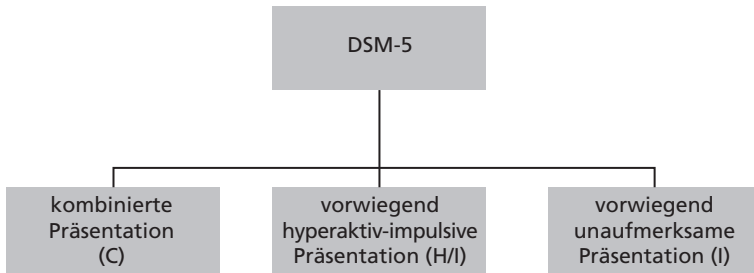 DSM-5
kombinierte
Präsentation
(C)
vorwiegend
hyperaktiv-impulsive
Präsentation (H/I)
vorwiegend
unaufmerksame
Präsentation (I)